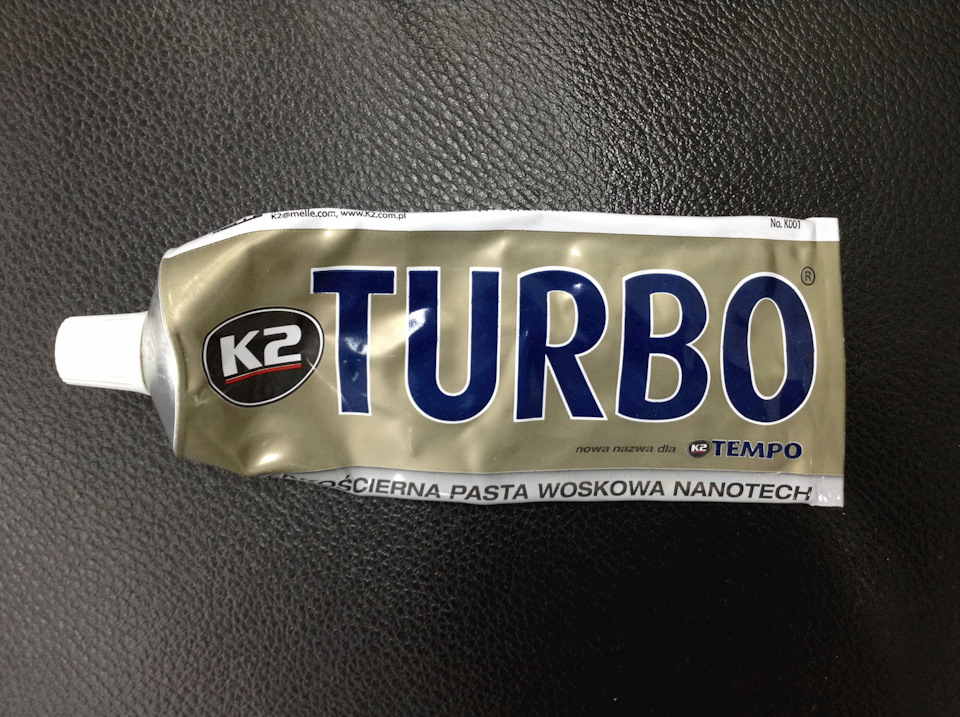 K2@melle.com, www.K2.com.pl
No. K001
K2 TURBO®
nowa nazwa dla K2 TEMPO
PASTA WOSKOWA NANOTECH